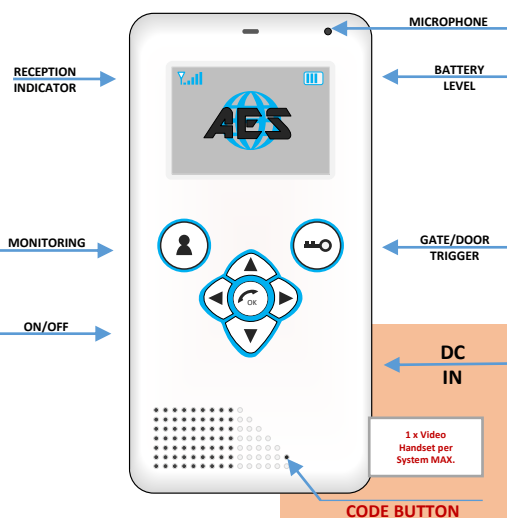 MICROPHONE
RECEPTION
INDICATOR
BATTERY
LEVEL
AES
MONITORING
GATE/DOOR
TRIGGER
OK
ON/OFF
DC
IN
1 x Video
Handset per
System MAX.
CODE BUTTON